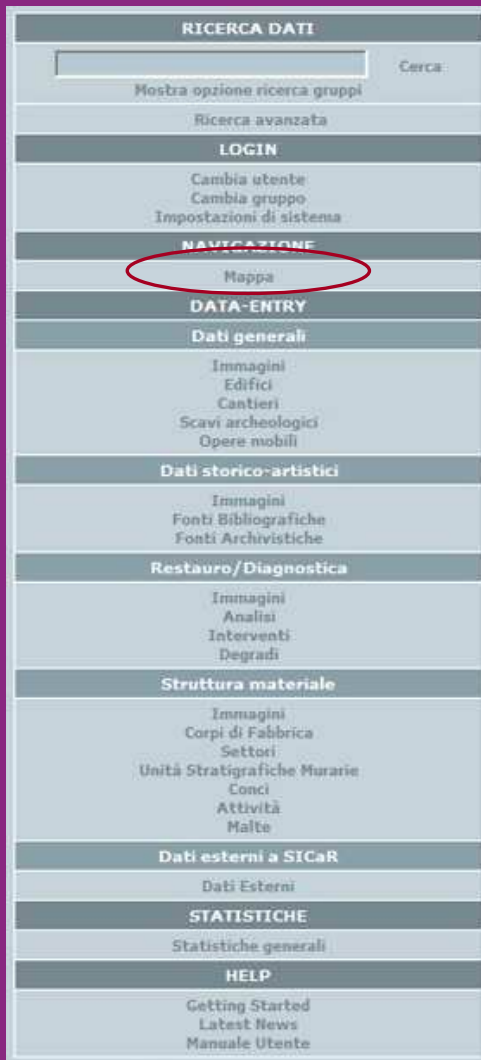 RICERCA DATI
Cerca
Mostra opzione ricerca gruppi
Ricerca avanzata
LOGIN
Cambia utente
Cambia gruppo
Impostazioni di sistema
NAVIGAZIONE
Mappa
DATA-ENTRY
Dati generali
Immagini
Edifici
Cantieri
Scavi archeologici
Opere mobili
Dati storico-artistici
Immagini
Fonti Bibliografiche
Fonti Archivistiche
Restauro/Diagnostica
Immagini
Analisi
Interventi
Degradi
Struttura materiale
Immagini
Corpi di Fabbrica
Settori
Unità Stratigrafiche Murarie
Conci
Attività
Malte
Dati esterni a SICaR
Dati Esterni
STATISTICHE
Statistiche generali
HELP
Getting Started
Latest News
Manuale Utente